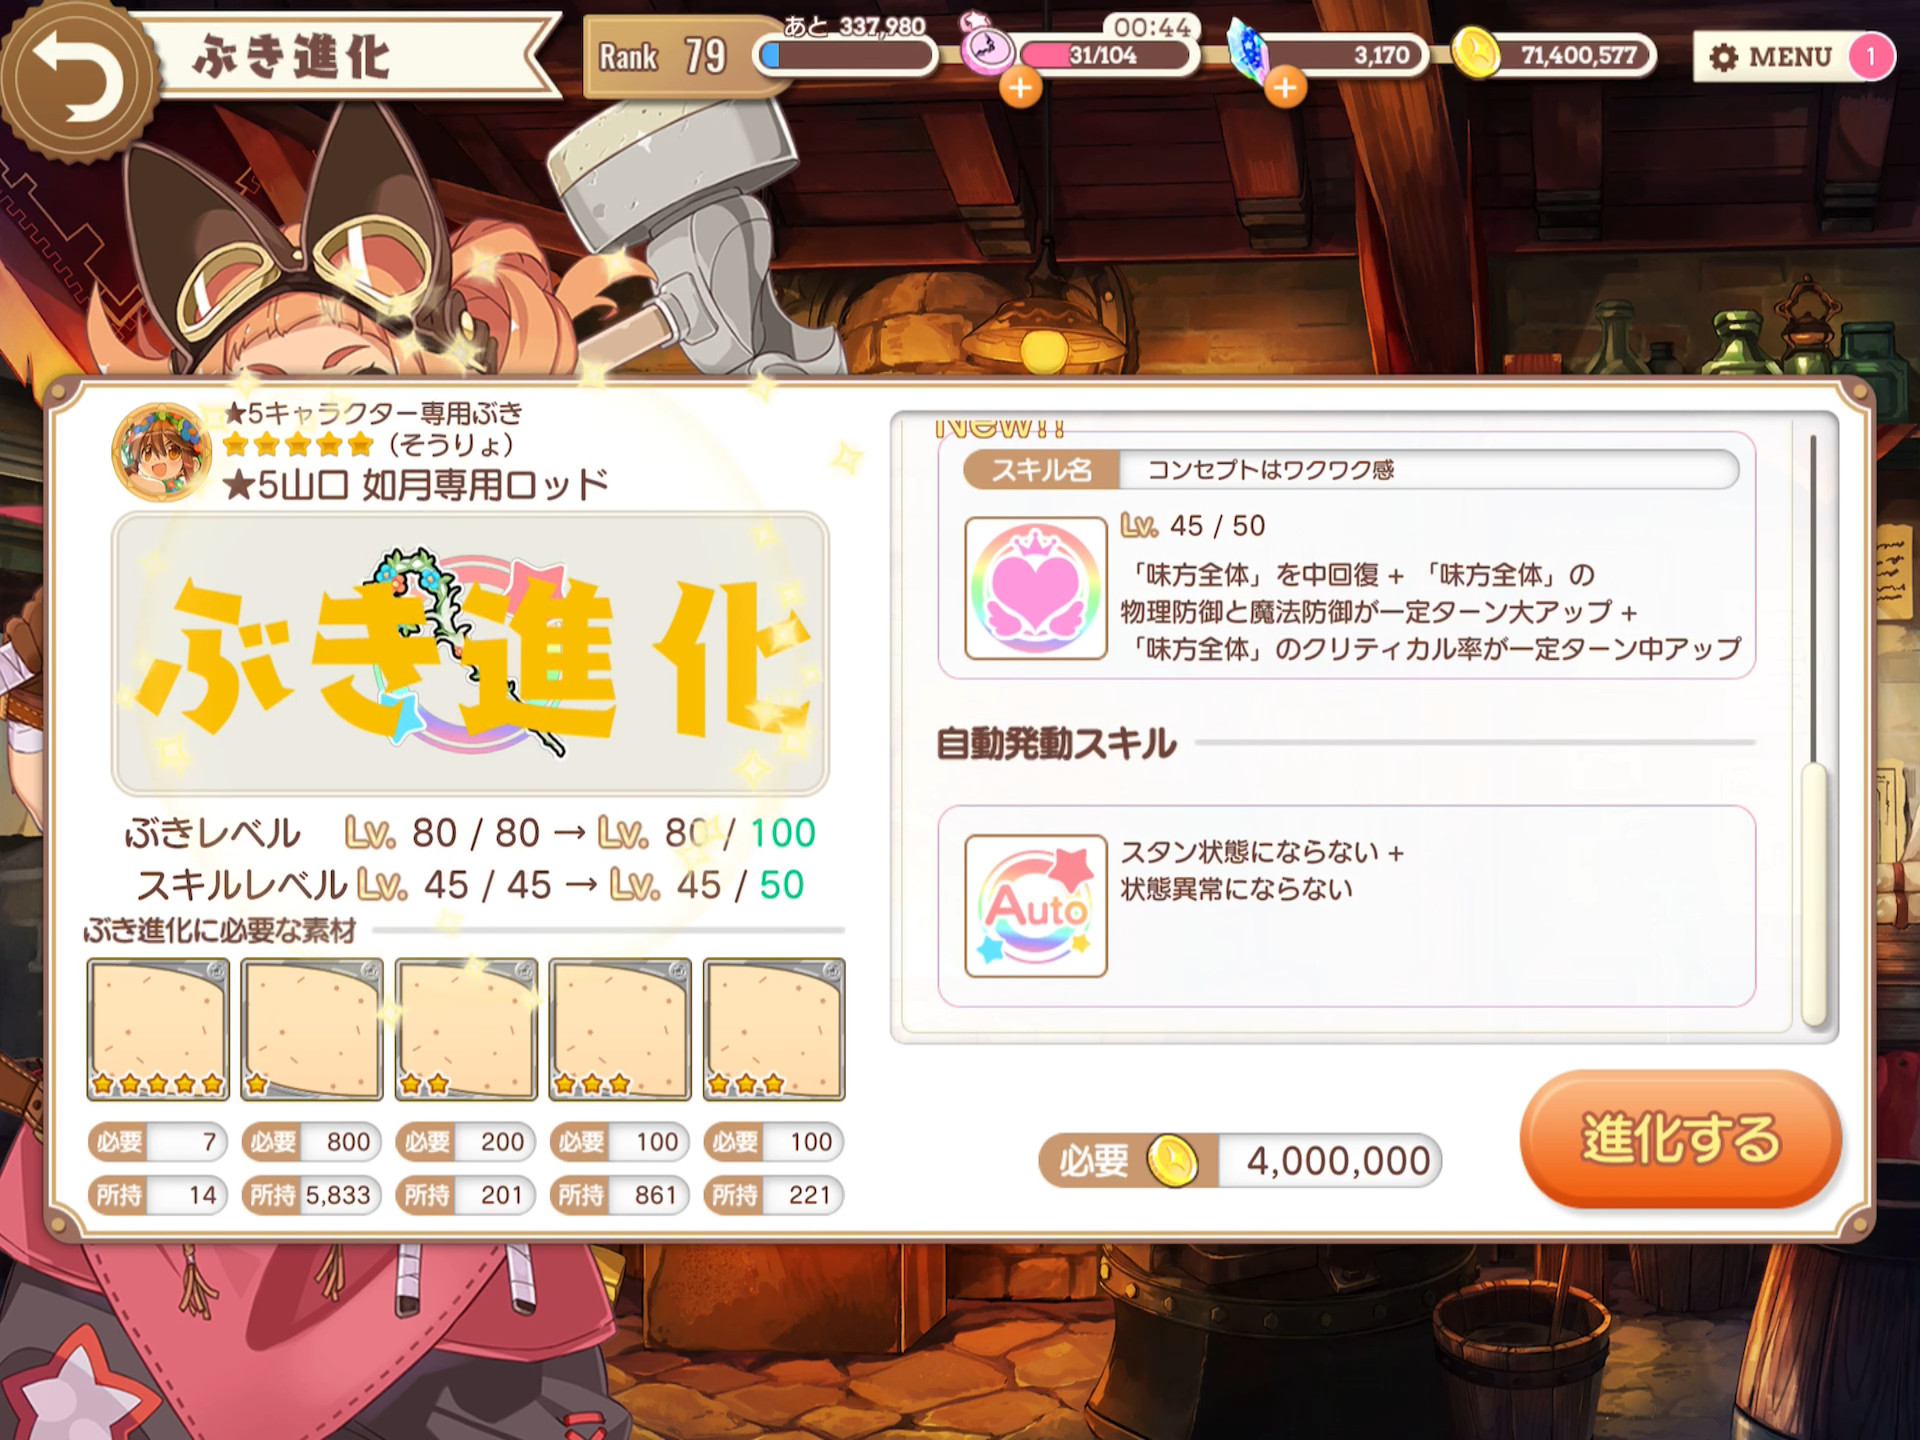 ぶき進化
Rank 79
あと 337,980
31/104
00:44
3,170
71,400,577
MENU
1
★5キャラクター専用ぶき
(そうりょ)
★5山口 如月専用ロッド
ぶき進化
ぶきレベル Lv. 80 / 80 → Lv. 80 / 100
スキルレベル Lv. 45 / 45 → Lv. 45 / 50
ぶき進化に必要な素材
必要 7
必要 800
必要 200
必要 100
必要 100
所持 14
所持 5,833
所持 201
所持 861
所持 221
New!!
スキル名 コンセプトはワクワク感
Lv. 45 / 50
「味方全体」を中回復 + 「味方全体」の
物理防御と魔法防御が一定ターン大アップ +
「味方全体」のクリティカル率が一定ターン中アップ
自動発動スキル
Auto
スタン状態にならない +
状態異常にならない
必要 4,000,000
進化する